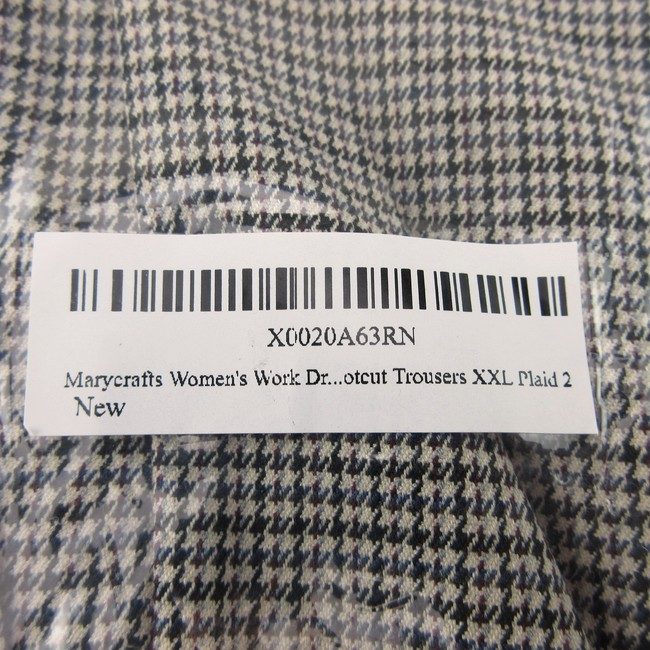 X0020A63RN
Marycrafts Women's Work Dr...otcut Trousers XXL Plaid 2
New